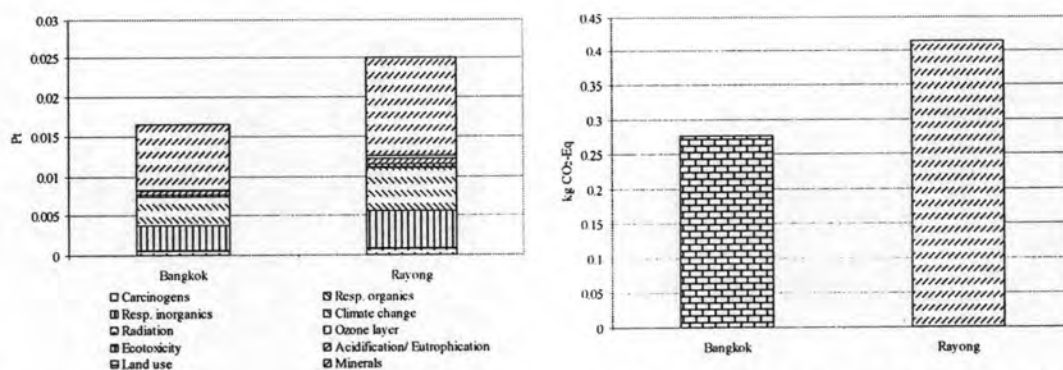 0.03
0.025
0.02
0.015
0.01
0.005
0
Pt
Bangkok
Rayong
Carcinogens
Resp. organics
Resp. inorganics
Climate change
Radiation
Ozone layer
Ecotoxicity
Acidification/ Eutrophication
Land use
Minerals
0.45
0.4
0.35
0.3
0.25
0.2
0.15
0.1
0.05
0
kg CO₂-Eq
Bangkok
Rayong